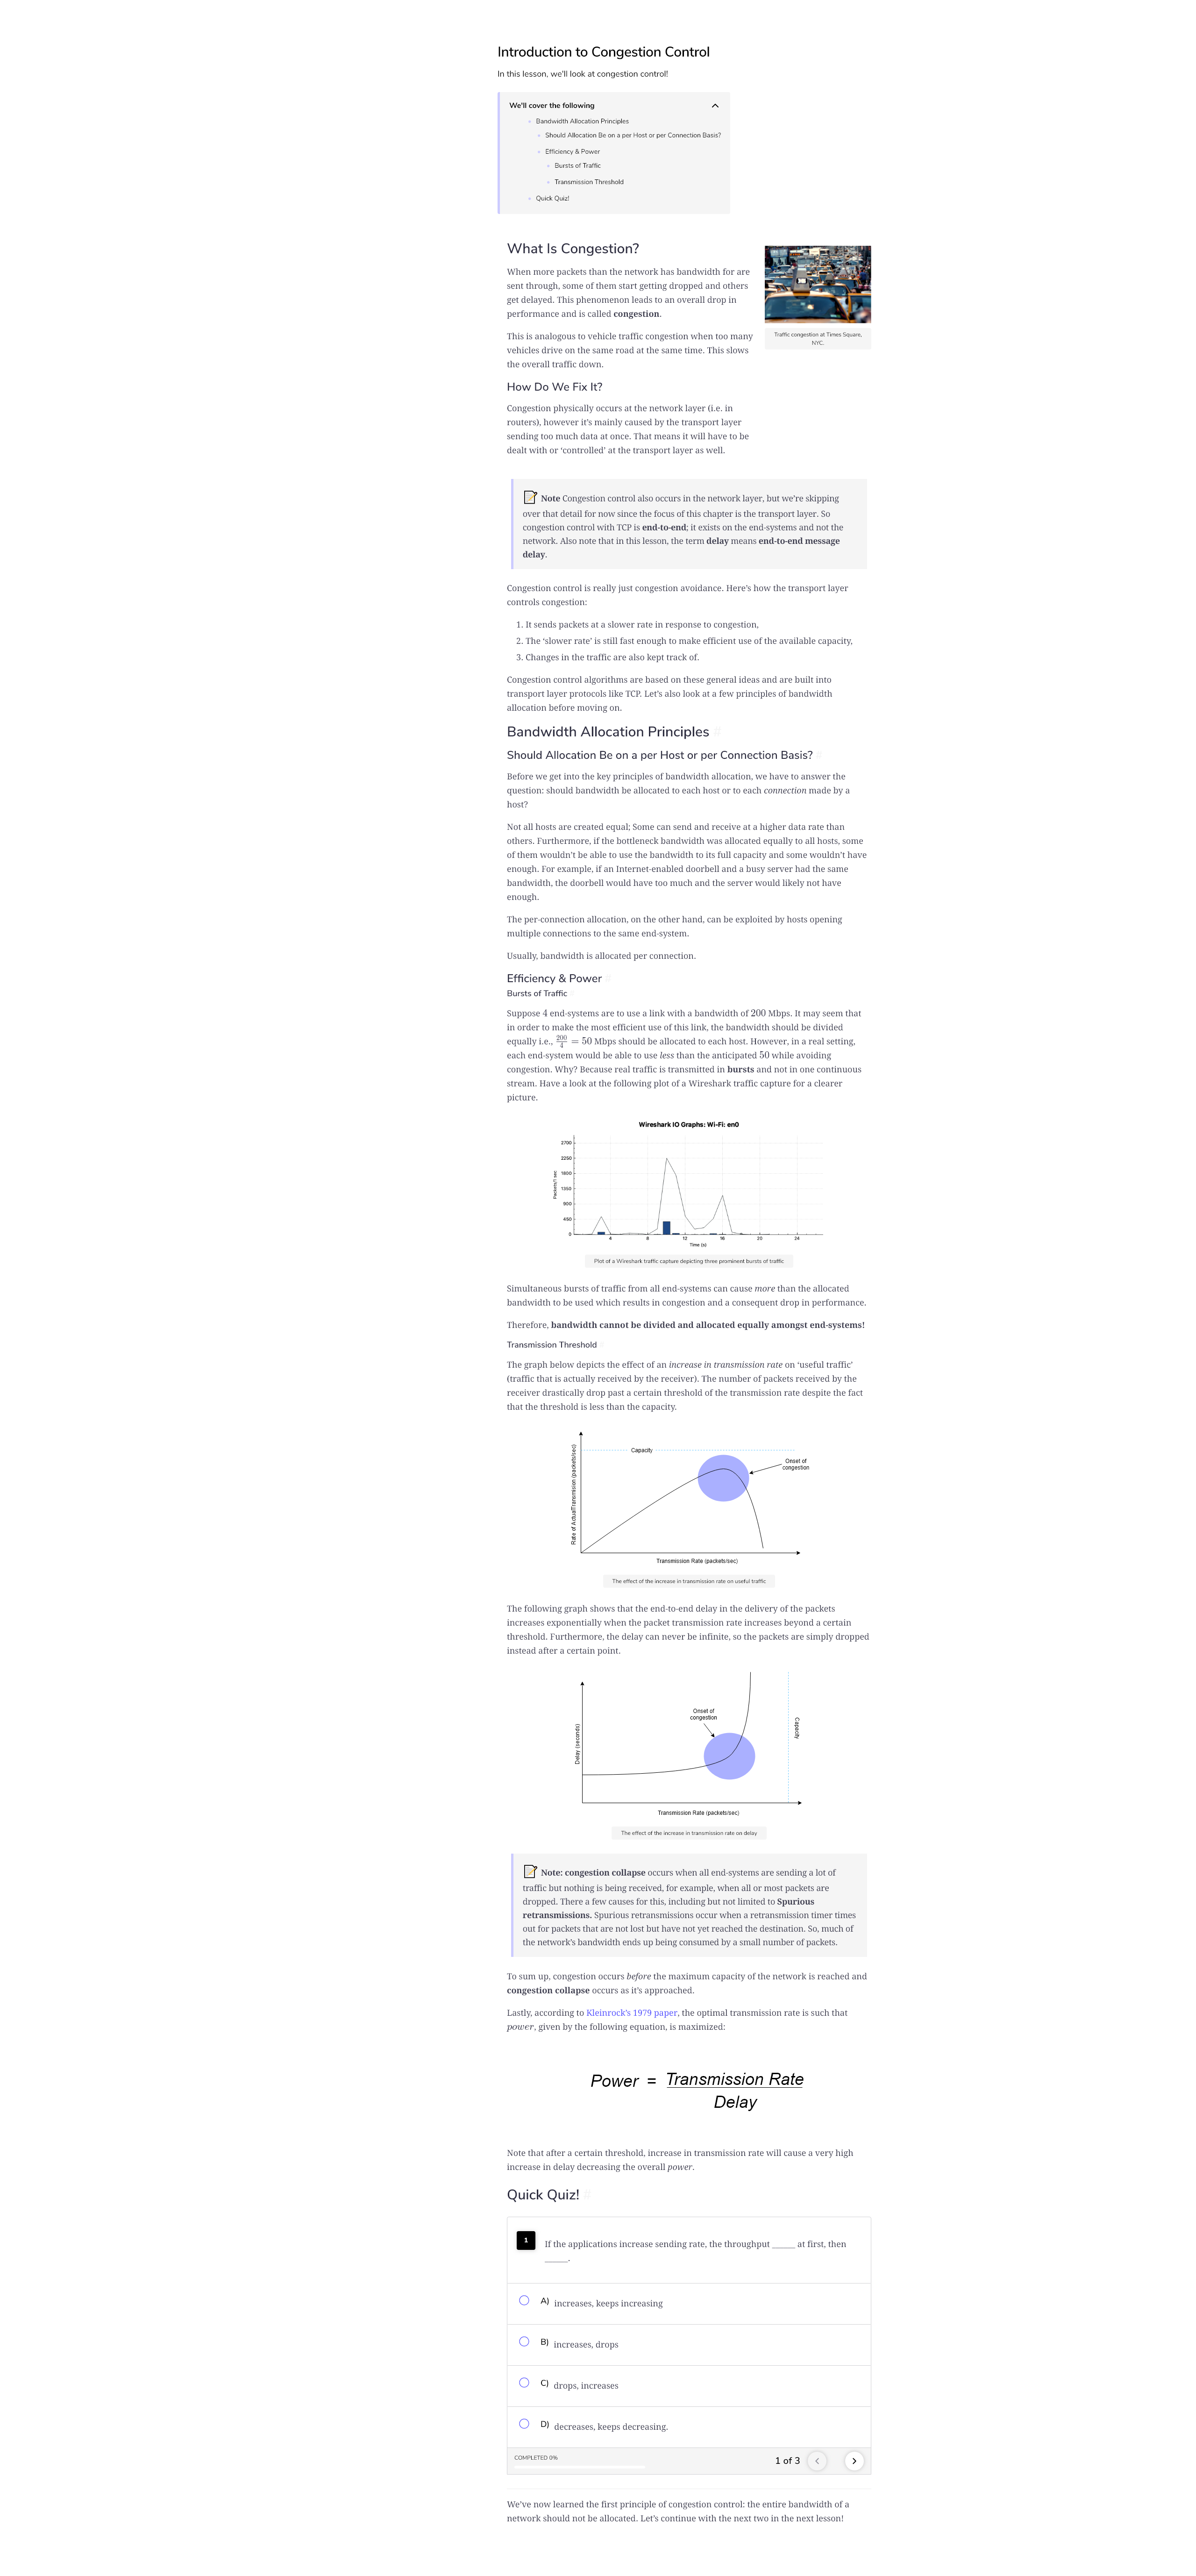 Introduction to Congestion Control
In this lesson, we'll look at congestion control!
We'll cover the following
Bandwidth Allocation Principles
Should Allocation Be on a per Host or per Connection Basis?
Efficiency & Power
Bursts of Traffic
Transmission Threshold
Quick Quiz!
What Is Congestion?
When more packets than the network has bandwidth for are
sent through, some of them start getting dropped and others
get delayed. This phenomenon leads to an overall drop in
performance and is called congestion.
This is analogous to vehicle traffic congestion when too many
vehicles drive on the same road at the same time. This slows
the overall traffic down.
Traffic congestion at Times Square,
NYC.
How Do We Fix It?
Congestion physically occurs at the network layer (i.e. in
routers), however it's mainly caused by the transport layer
sending too much data at once. That means it will have to be
dealt with or ‘controlled’ at the transport layer as well.
Note Congestion control also occurs in the network layer, but we’re skipping
over that detail for now since the focus of this chapter is the transport layer. So
congestion control with TCP is end-to-end; it exists on the end-systems and not the
network. Also note that in this lesson, the term delay means end-to-end message
delay.
Congestion control is really just congestion avoidance. Here’s how the transport layer
controls congestion:
1. It sends packets at a slower rate in response to congestion,
2. The ‘slower rate’ is still fast enough to make efficient use of the available capacity,
3. Changes in the traffic are also kept track of.
Congestion control algorithms are based on these general ideas and are built into
transport layer protocols like TCP. Let’s also look at a few principles of bandwidth
allocation before moving on.
Bandwidth Allocation Principles #
Should Allocation Be on a per Host or per Connection Basis? #
Before we get into the key principles of bandwidth allocation, we have to answer the
question: should bandwidth be allocated to each host or to each connection made by a
host?
Not all hosts are created equal; Some can send and receive at a higher data rate than
others. Furthermore, if the bottleneck bandwidth was allocated equally to all hosts, some
of them wouldn’t be able to use the bandwidth to its full capacity and some wouldn’t have
enough. For example, if an Internet-enabled doorbell and a busy server had the same
bandwidth, the doorbell would have too much and the server would likely not have
enough.
The per-connection allocation, on the other hand, can be exploited by hosts opening
multiple connections to the same end-system.
Usually, bandwidth is allocated per connection.
Efficiency & Power #
Bursts of Traffic #
Suppose 4 end-systems are to use a link with a bandwidth of 200 Mbps. It may seem that
in order to make the most efficient use of this link, the bandwidth should be divided
equally i.e., 200/4 = 50 Mbps should be allocated to each host. However, in a real setting,
each end-system would be able to use less than the anticipated 50 while avoiding
congestion. Why? Because real traffic is transmitted in bursts and not in one continuous
stream. Have a look at the following plot of a Wireshark traffic capture for a clearer
picture.
Wireshark IO Graphs: Wi-Fi: en0
Packets/1 sec
2700
2250
1800
1350
900
450
0
4 8 12 16 20 24
Time (s)
Plot of a Wireshark traffic capture depicting three prominent bursts of traffic
Simultaneous bursts of traffic from all end-systems can cause more than the allocated
bandwidth to be used which results in congestion and a consequent drop in performance.
Therefore, bandwidth cannot be divided and allocated equally amongst end-systems!
Transmission Threshold #
The graph below depicts the effect of an increase in transmission rate on ‘useful traffic’
(traffic that is actually received by the receiver). The number of packets received by the
receiver drastically drop past a certain threshold of the transmission rate despite the fact
that the threshold is less than the capacity.
Rate of ActualTransmision (packets/sec)
Capacity
Onset of
congestion
Transmission Rate (packets/sec)
The effect of the increase in transmission rate on useful traffic
The following graph shows that the end-to-end delay in the delivery of the packets
increases exponentially when the packet transmission rate increases beyond a certain
threshold. Furthermore, the delay can never be infinite, so the packets are simply dropped
instead after a certain point.
Delay (seconds)
Onset of
congestion
Capacity
Transmission Rate (packets/sec)
The effect of the increase in transmission rate on delay
Note: congestion collapse occurs when all end-systems are sending a lot of
traffic but nothing is being received, for example, when all or most packets are
dropped. There a few causes for this, including but not limited to Spurious
retransmissions. Spurious retransmissions occur when a retransmission timer times
out for packets that are not lost but have not yet reached the destination. So, much of
the network’s bandwidth ends up being consumed by a small number of packets.
To sum up, congestion occurs before the maximum capacity of the network is reached and
congestion collapse occurs as it’s approached.
Lastly, according to Kleinrock’s 1979 paper, the optimal transmission rate is such that
power, given by the following equation, is maximized:
Power = Transmission Rate
Delay
Note that after a certain threshold, increase in transmission rate will cause a very high
increase in delay decreasing the overall power.
Quick Quiz! #
1
If the applications increase sending rate, the throughput _____ at first, then
_____.
A) increases, keeps increasing
B) increases, drops
C) drops, increases
D) decreases, keeps decreasing.
COMPLETED 0%
1 of 3
We’ve now learned the first principle of congestion control: the entire bandwidth of a
network should not be allocated. Let’s continue with the next two in the next lesson!